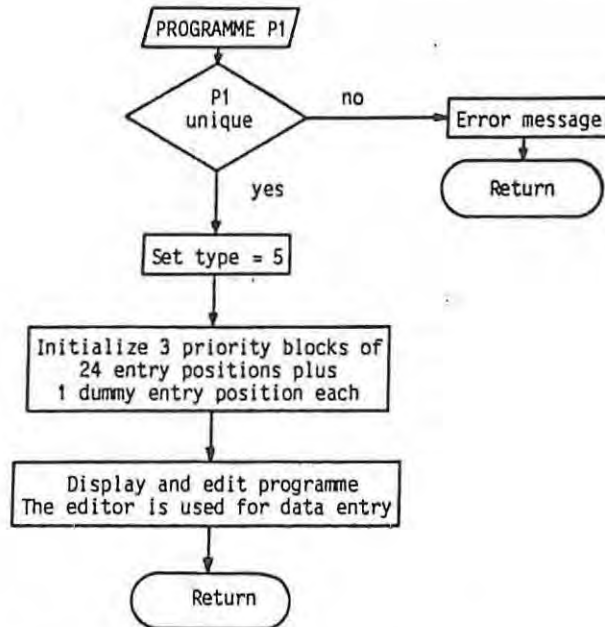 PROGRAMME P1
P1
unique
no
Error message
Return
yes
Set type = 5
Initialize 3 priority blocks of
24 entry positions plus
1 dummy entry position each
Display and edit programme
The editor is used for data entry
Return